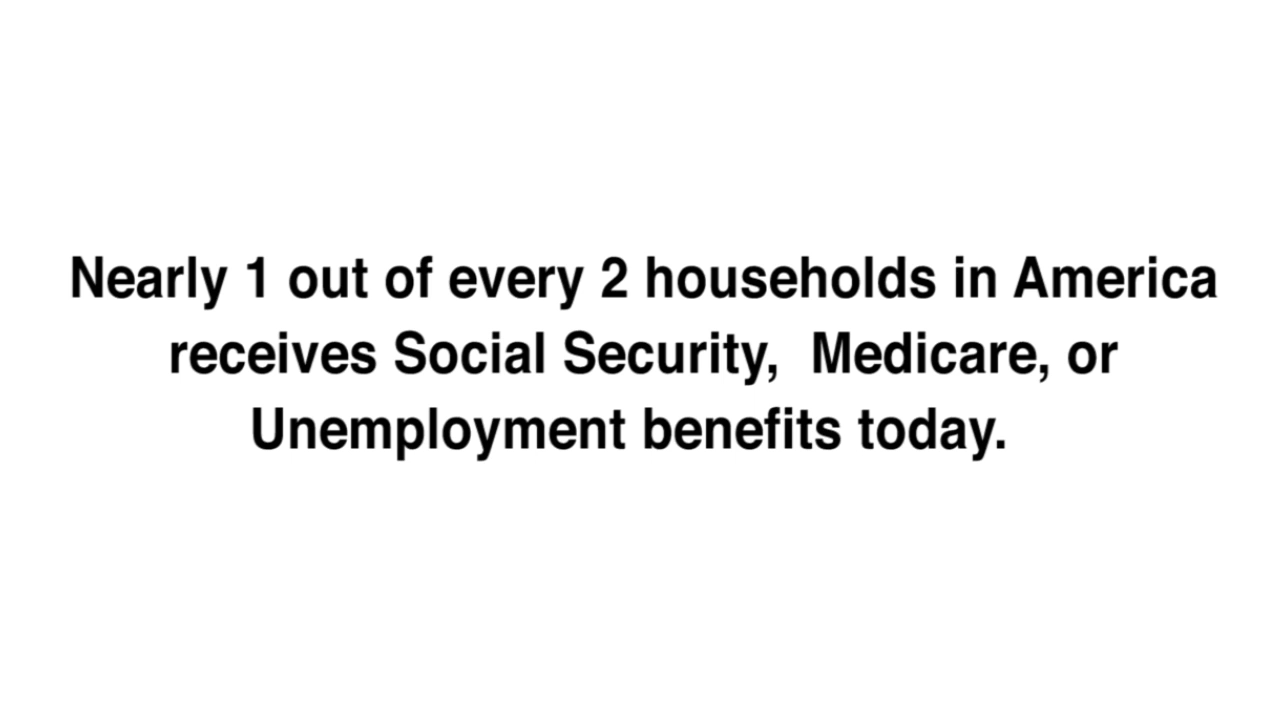 Nearly 1 out of every 2 households in America
receives Social Security,  Medicare, or
Unemployment benefits today.